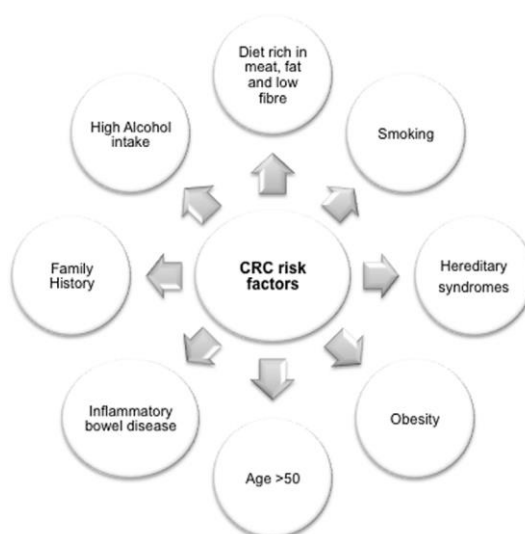 Diet rich in
meat, fat
and low
fibre
High Alcohol
intake
Smoking
Family
History
CRC risk
factors
Hereditary
syndromes
Inflammatory
bowel disease
Obesity
Age >50